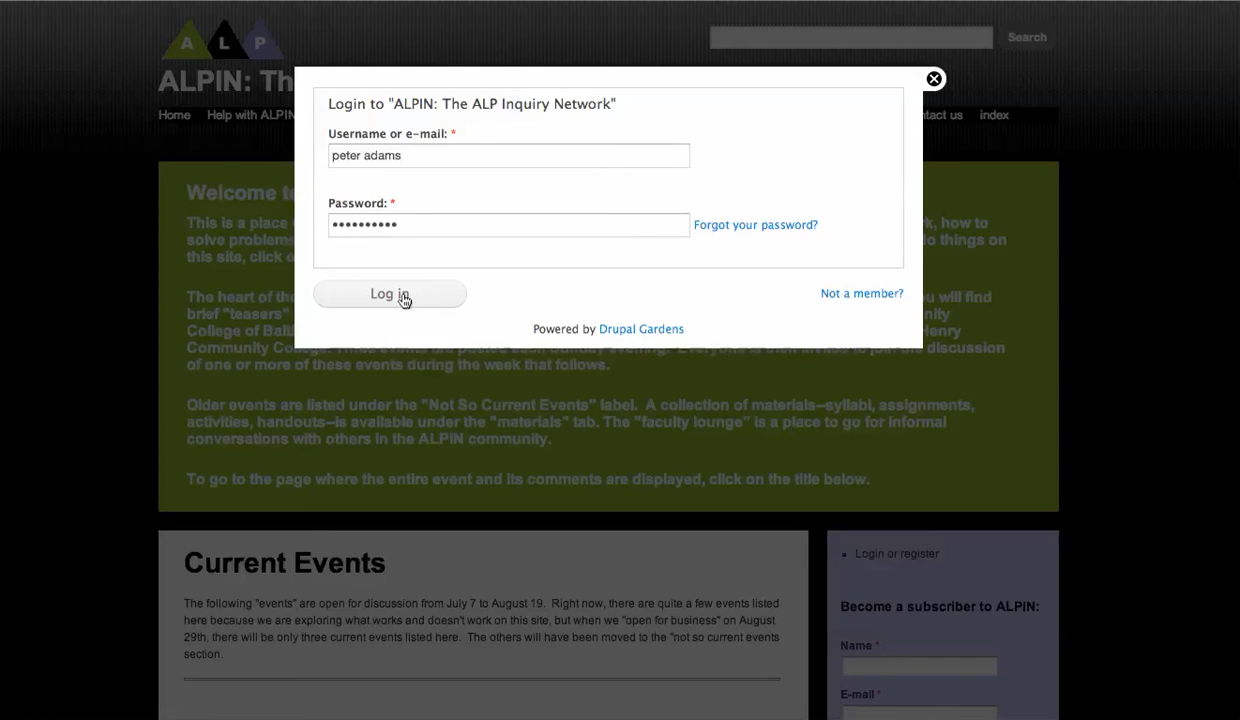 A L P
Search
ALPIN: Th
Home Help with ALPIN tact us index
Login to "ALPIN: The ALP Inquiry Network"
Username or e-mail: *
peter adams
Password: *
•••••••••• Forgot your password?
Log in Not a member?
Powered by Drupal Gardens
Welcome t
This is a place k, how to
solve problems do things on
this site, click o
The heart of the ou will find
brief "teasers" nity
College of Balti Henry
Community College. Three events are posted each Sunday evening. Everyone is then invited to join the discussion
of one or more of these events during the week that follows.
Older events are listed under the "Not So Current Events" label. A collection of materials--syllabi, assignments,
activities, handouts--is available under the "materials" tab. The "faculty lounge" is a place to go for informal
conversations with others in the ALPIN community.
To go to the page where the entire event and its comments are displayed, click on the title below.
Current Events
The following "events" are open for discussion from July 7 to August 19. Right now, there are quite a few events listed
here because we are exploring what works and doesn't work on this site, but when we "open for business" on August
29th, there will be only three current events listed here. The others will have been moved to the "not so current events
section.
Login or register
Become a subscriber to ALPIN:
Name *
E-mail *